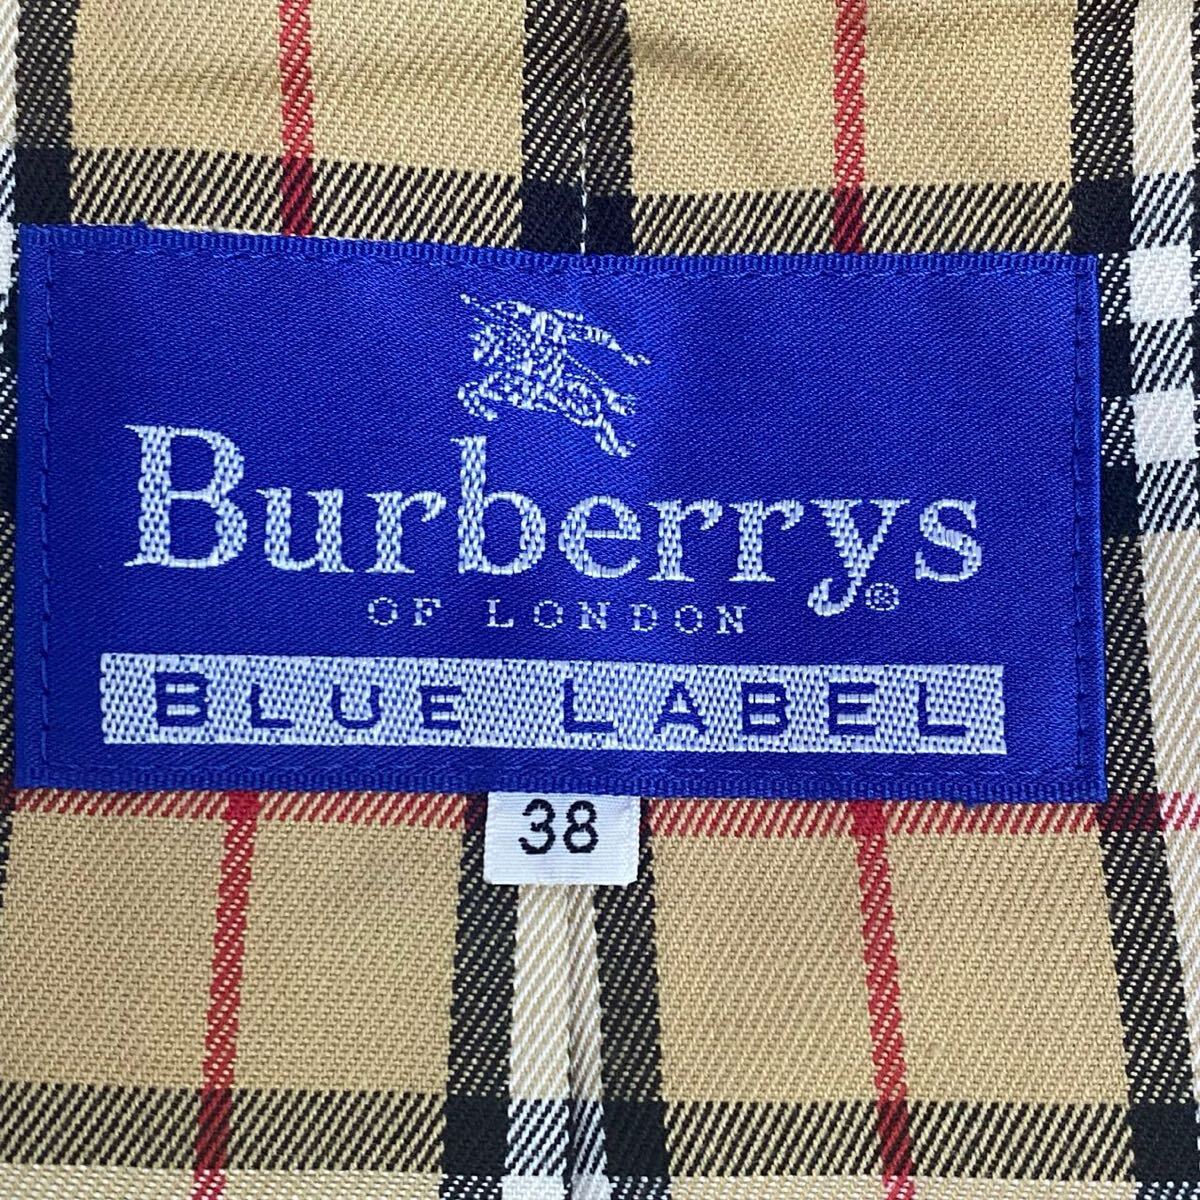 Burberrys®
OF LONDON
BLUE LABEL
38